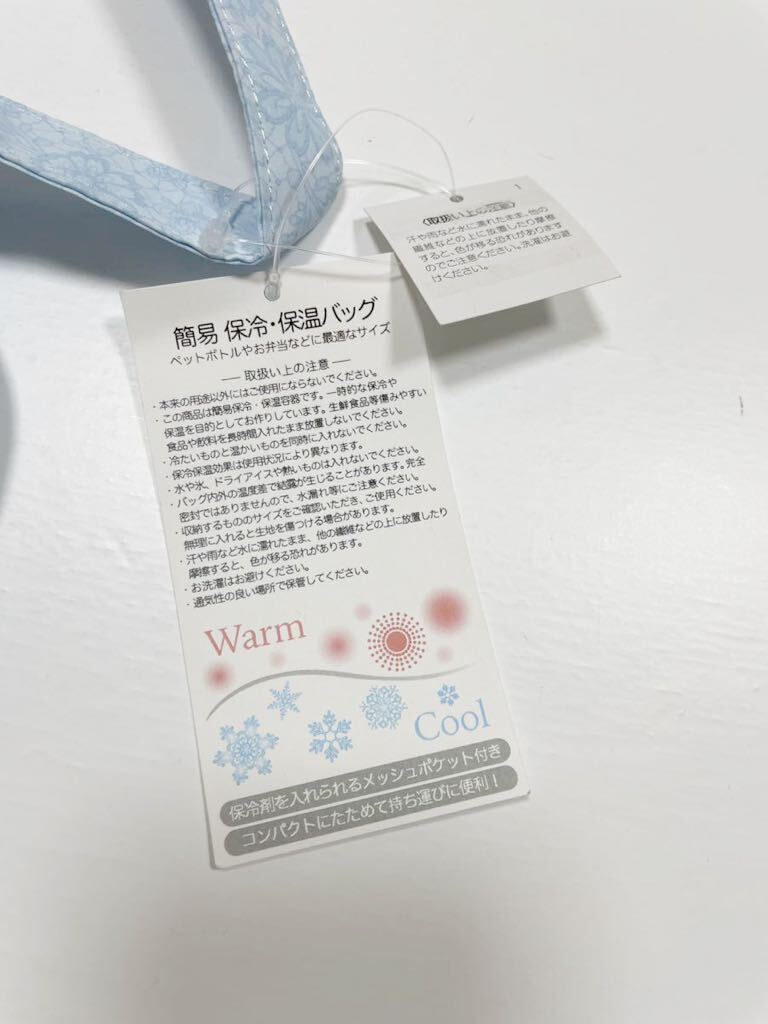 簡易 保冷・保温バッグ
ペットボトルやお弁当などに最適なサイズ
― 取扱い上の注意 ―
・本来の用途以外にはご使用にならないでください。
・この商品は簡易保冷・保温容器です。一時的な保冷や
保温を目的としてお作りしています。生鮮食品等傷みやすい
食品や飲料を長時間入れたまま放置しないでください。
・冷たいものと温かいものを同時に入れないでください。
・保冷保温効果は使用状況により異なります。
・水や氷、ドライアイスや熱いものは入れないでください。
・バッグ内外の温度差で結露が生じることがあります。完全
密封ではありませんので、水漏れ等にご注意ください。
・収納するもののサイズをご確認いただき、ご使用ください。
無理に入れると生地を傷つける場合があります。
・汗や雨など水に濡れたまま、他の繊維などの上に放置したり
摩擦すると、色が移る恐れがあります。
・お洗濯はお避けください。
・通気性の良い場所で保管してください。
Warm
Cool
保冷剤を入れられるメッシュポケット付き
コンパクトにたためて持ち運びに便利！
1
〈取扱い上の注意〉
汗や雨など水に濡れたまま、他の
繊維などの上に放置したり摩擦
すると、色が移る恐れがあります
のでご注意ください。洗濯はお避
けください。